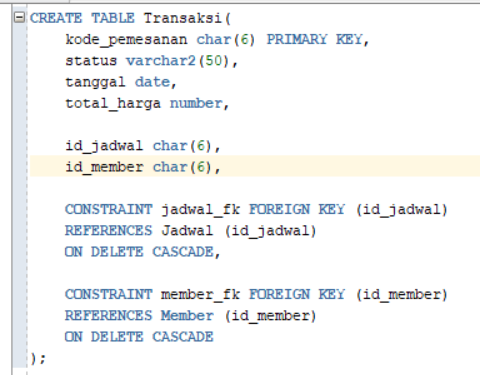 CREATE TABLE Transaksi(
kode_pemesanan char(6) PRIMARY KEY,
status varchar2(50),
tanggal date,
total_harga number,
id_jadwal char(6),
id_member char(6),
CONSTRAINT jadwal_fk FOREIGN KEY (id_jadwal)
REFERENCES Jadwal (id_jadwal)
ON DELETE CASCADE,
CONSTRAINT member_fk FOREIGN KEY (id_member)
REFERENCES Member (id_member)
ON DELETE CASCADE
);